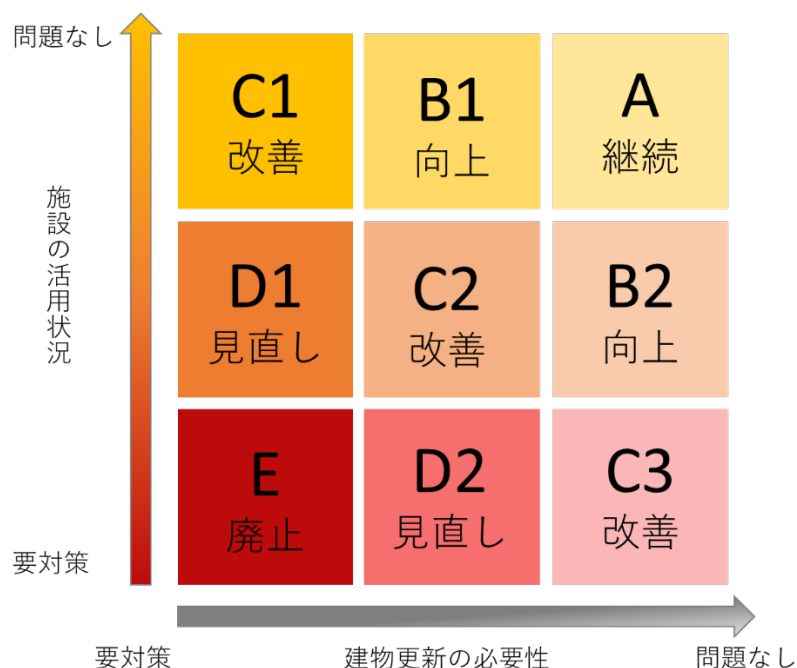 問題なし
C1
改善
B1
向上
A
継続
施設の活用状況
D1
見直し
C2
改善
B2
向上
E
廃止
D2
見直し
C3
改善
要対策
要対策
建物更新の必要性
問題なし